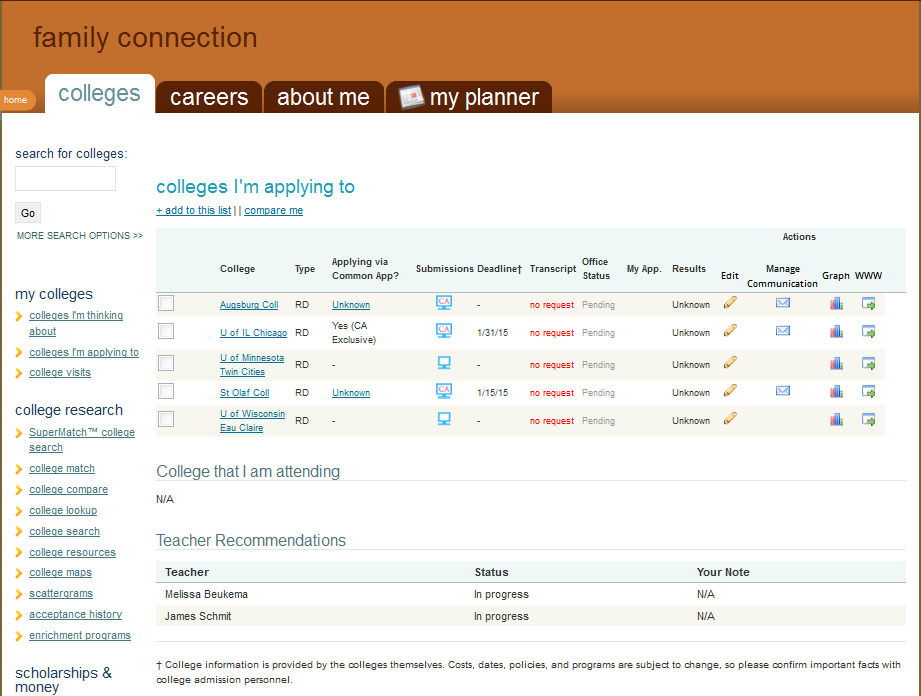 family connection
home
colleges
careers
about me
my planner
search for colleges:
Go
MORE SEARCH OPTIONS >>
my colleges
colleges I'm thinking
about
colleges I'm applying to
college visits
college research
SuperMatch™ college
search
college match
college compare
college lookup
college search
college resources
college maps
scattergrams
acceptance history
enrichment programs
scholarships &
money
colleges I'm applying to
+ add to this list | | compare me
Actions
College Type Applying via Common App? Submissions Deadline† Transcript Office Status My App. Results Edit Manage Communication Graph WWW
Augsburg Coll RD Unknown CA - no request Pending Unknown
U of IL Chicago RD Yes (CA Exclusive) CA 1/31/15 no request Pending Unknown
U of Minnesota Twin Cities RD - - no request Pending Unknown
St Olaf Coll RD Unknown CA 1/15/15 no request Pending Unknown
U of Wisconsin Eau Claire RD - - no request Pending Unknown
College that I am attending
N/A
Teacher Recommendations
Teacher Status Your Note
Melissa Beukema In progress N/A
James Schmit In progress N/A
† College information is provided by the colleges themselves. Costs, dates, policies, and programs are subject to change, so please confirm important facts with
college admission personnel.